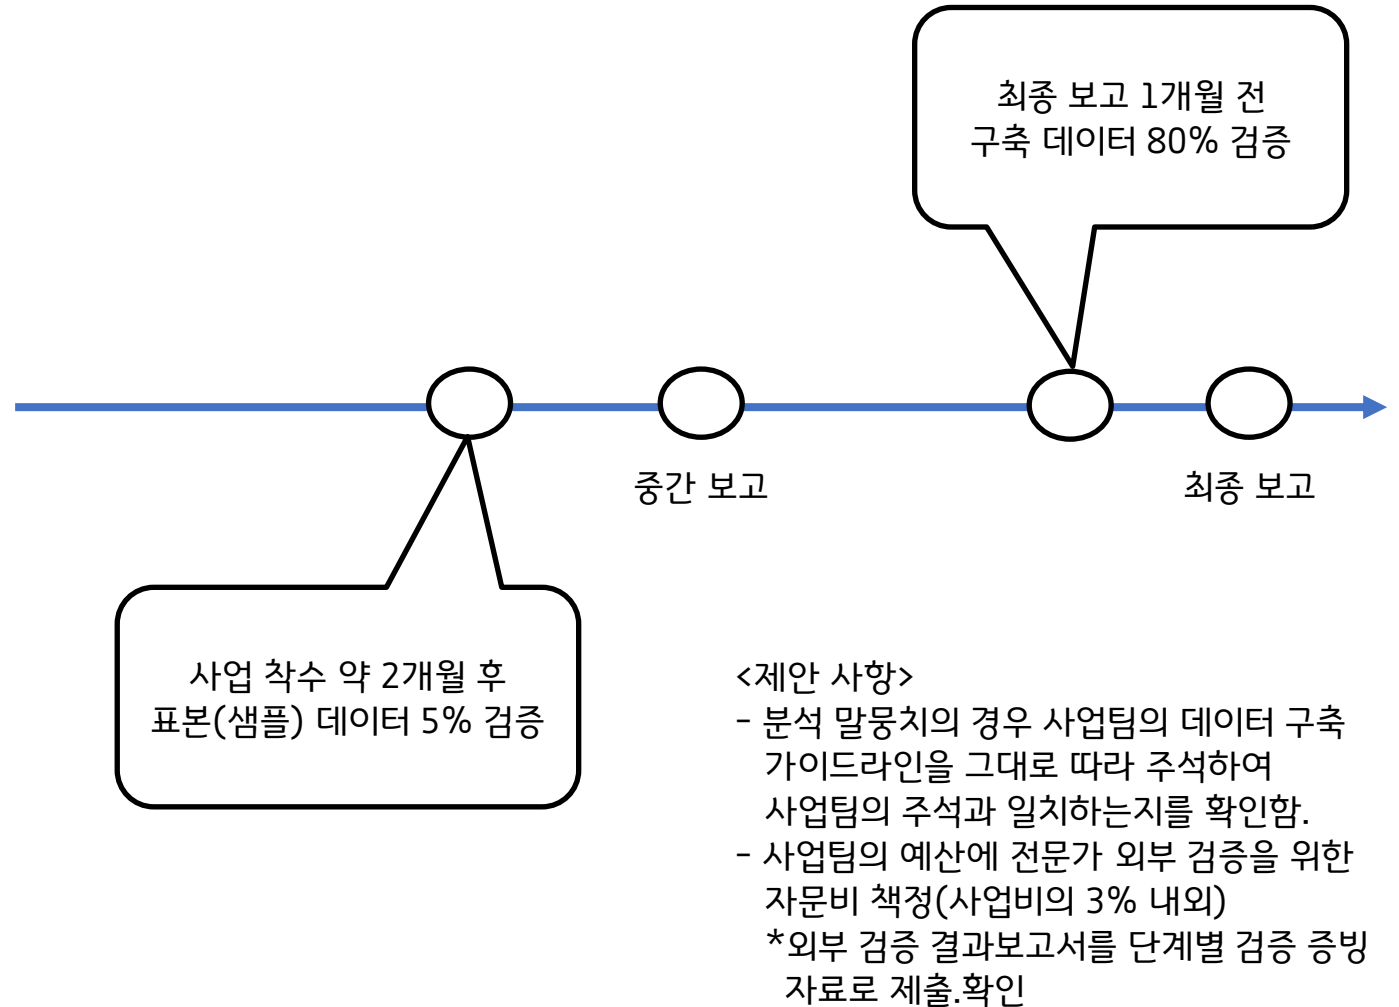 최종 보고 1개월 전
구축 데이터 80% 검증
중간 보고
최종 보고
사업 착수 약 2개월 후
표본(샘플) 데이터 5% 검증
<제안 사항>
- 분석 말뭉치의 경우 사업팀의 데이터 구축
가이드라인을 그대로 따라 주석하여
사업팀의 주석과 일치하는지를 확인함.
- 사업팀의 예산에 전문가 외부 검증을 위한
자문비 책정(사업비의 3% 내외)
*외부 검증 결과보고서를 단계별 검증 증빙
자료로 제출.확인